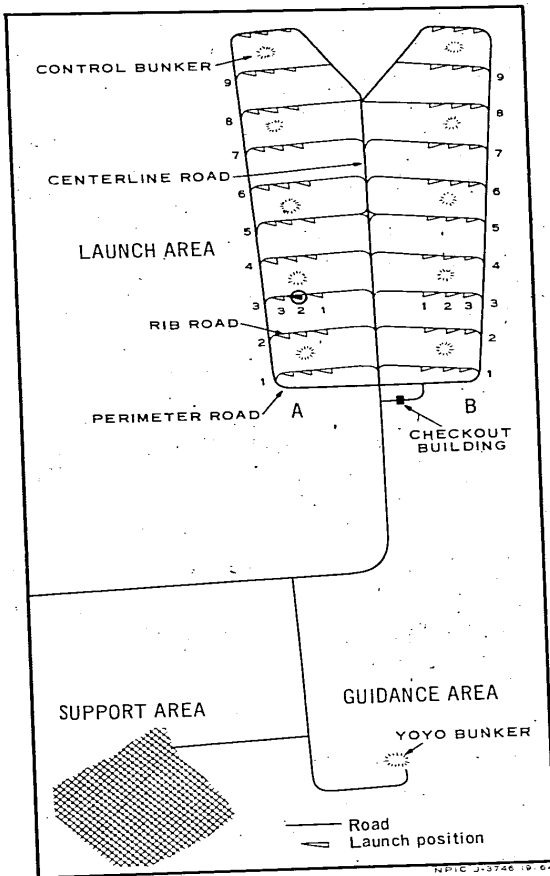 CONTROL BUNKER
9
9
8
8
7
7
CENTERLINE ROAD
6
6
5
5
LAUNCH AREA
4
4
3
3 2 1
1 2 3
3
RIB ROAD
2
2
1
1
PERIMETER ROAD
A
B
CHECKOUT
BUILDING
SUPPORT AREA
GUIDANCE AREA
YOYO BUNKER
Road
Launch position